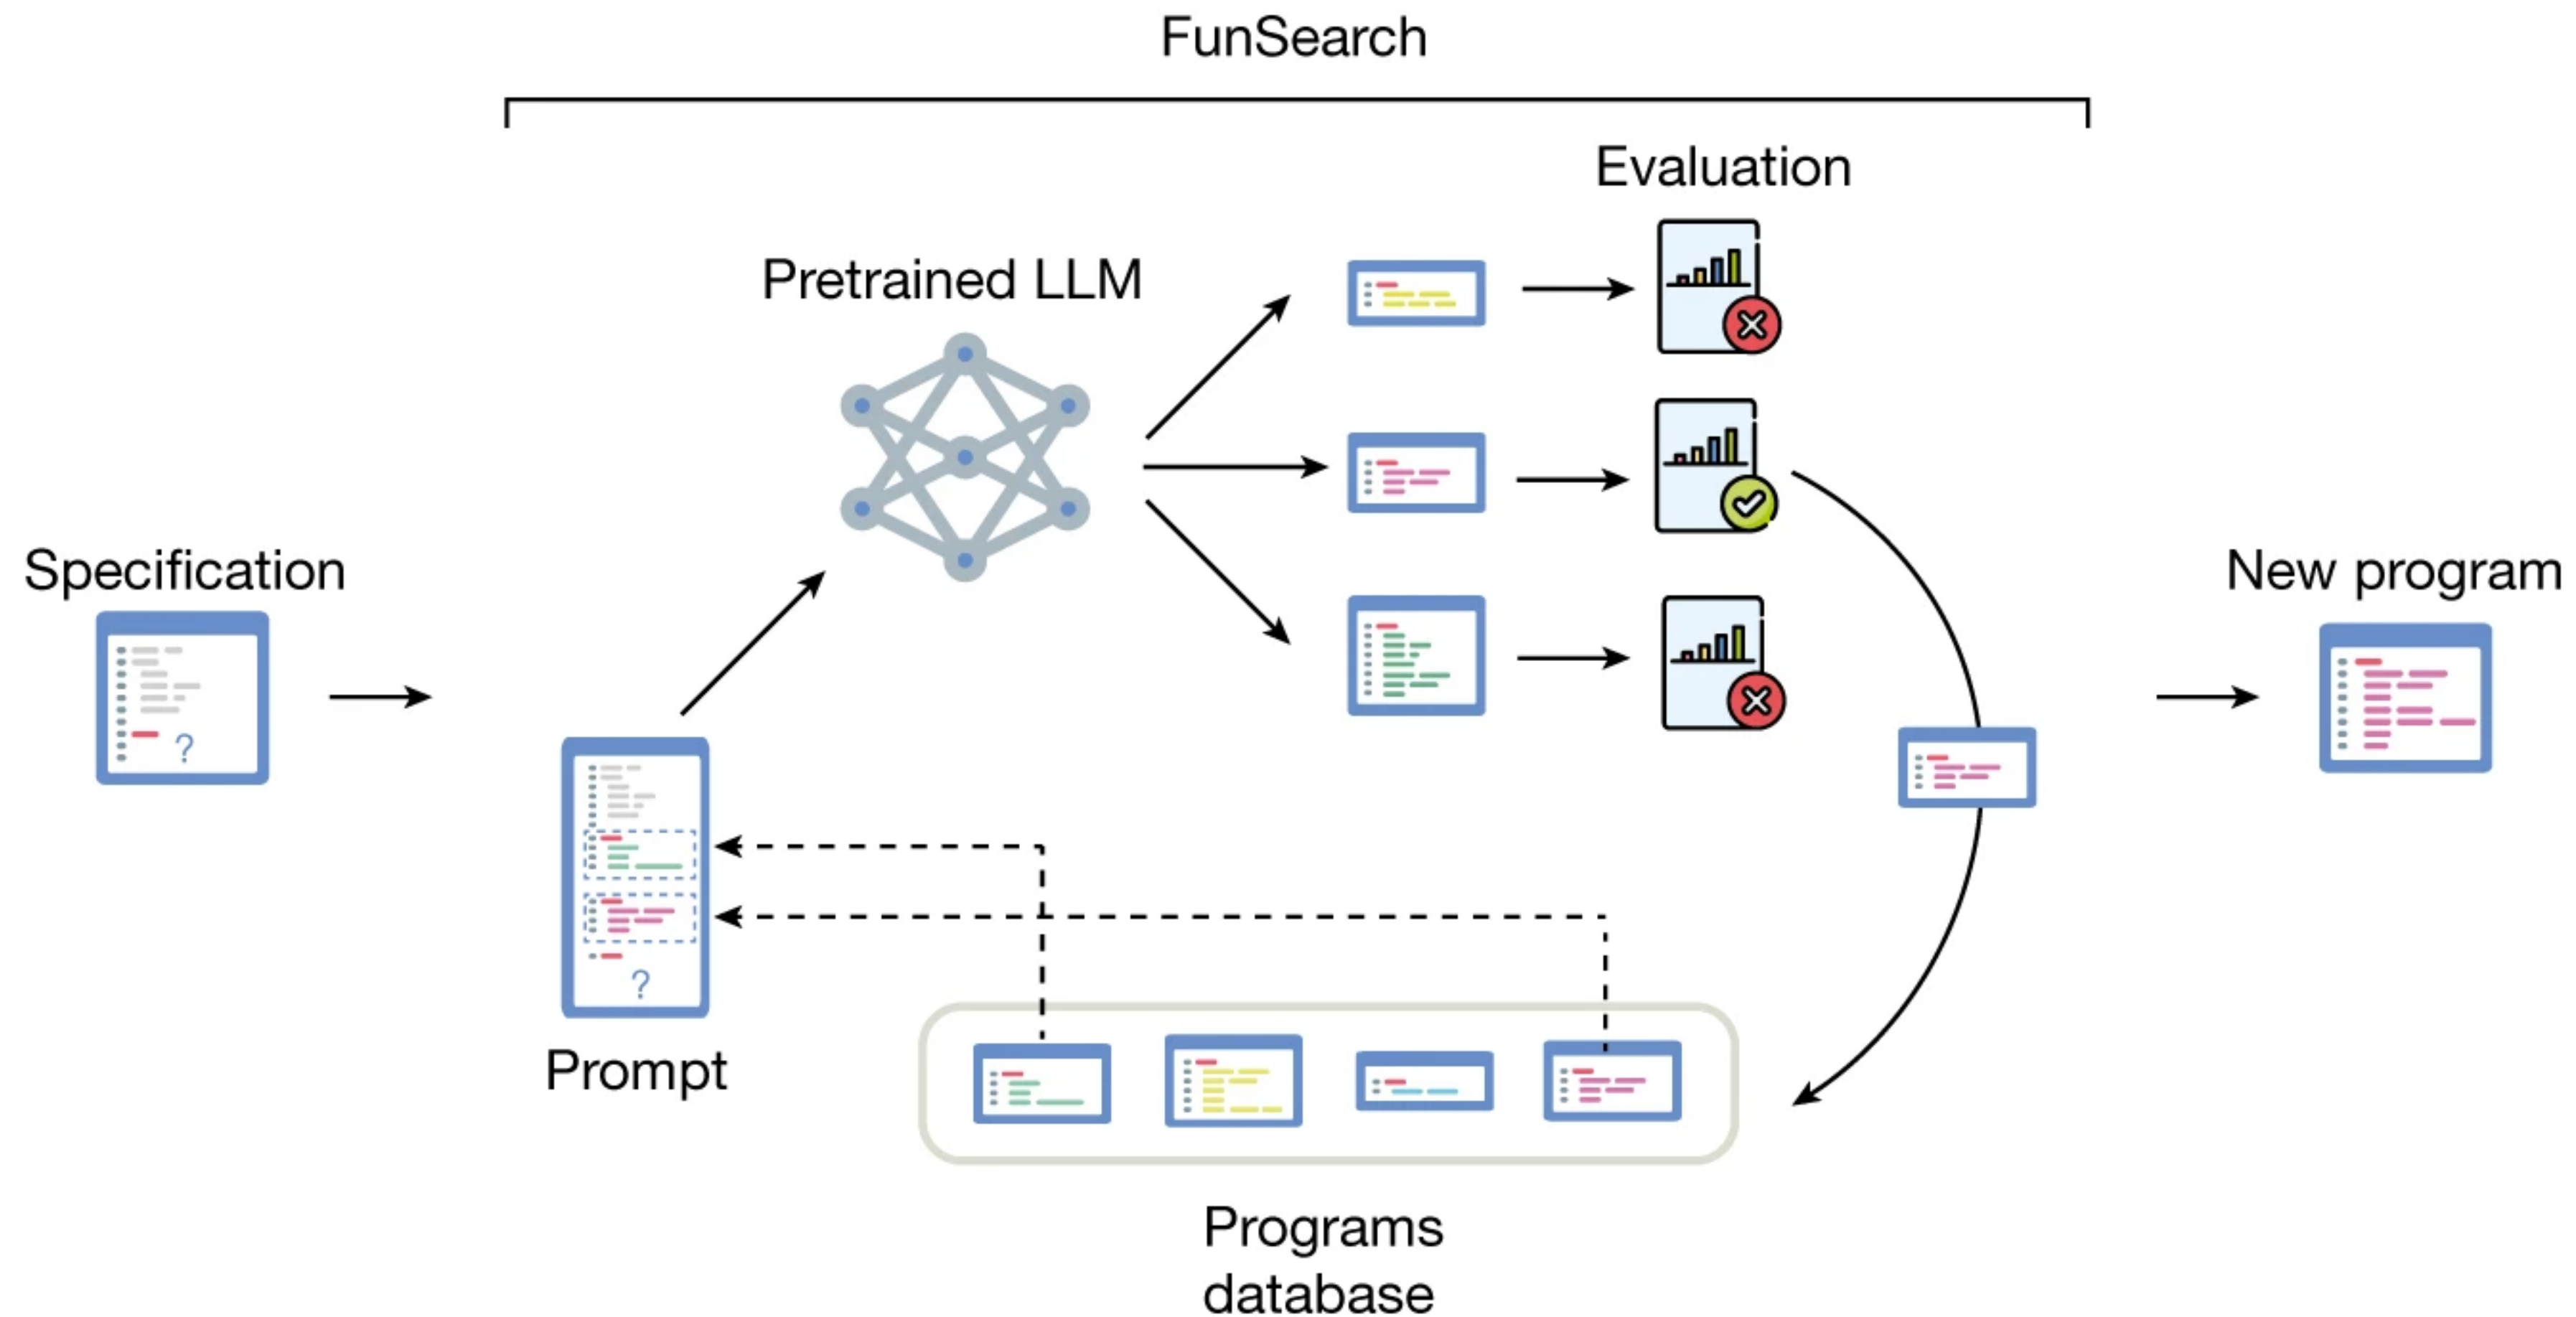 FunSearch
Evaluation
Pretrained LLM
Specification
?
New program
?
Prompt
Programs
database